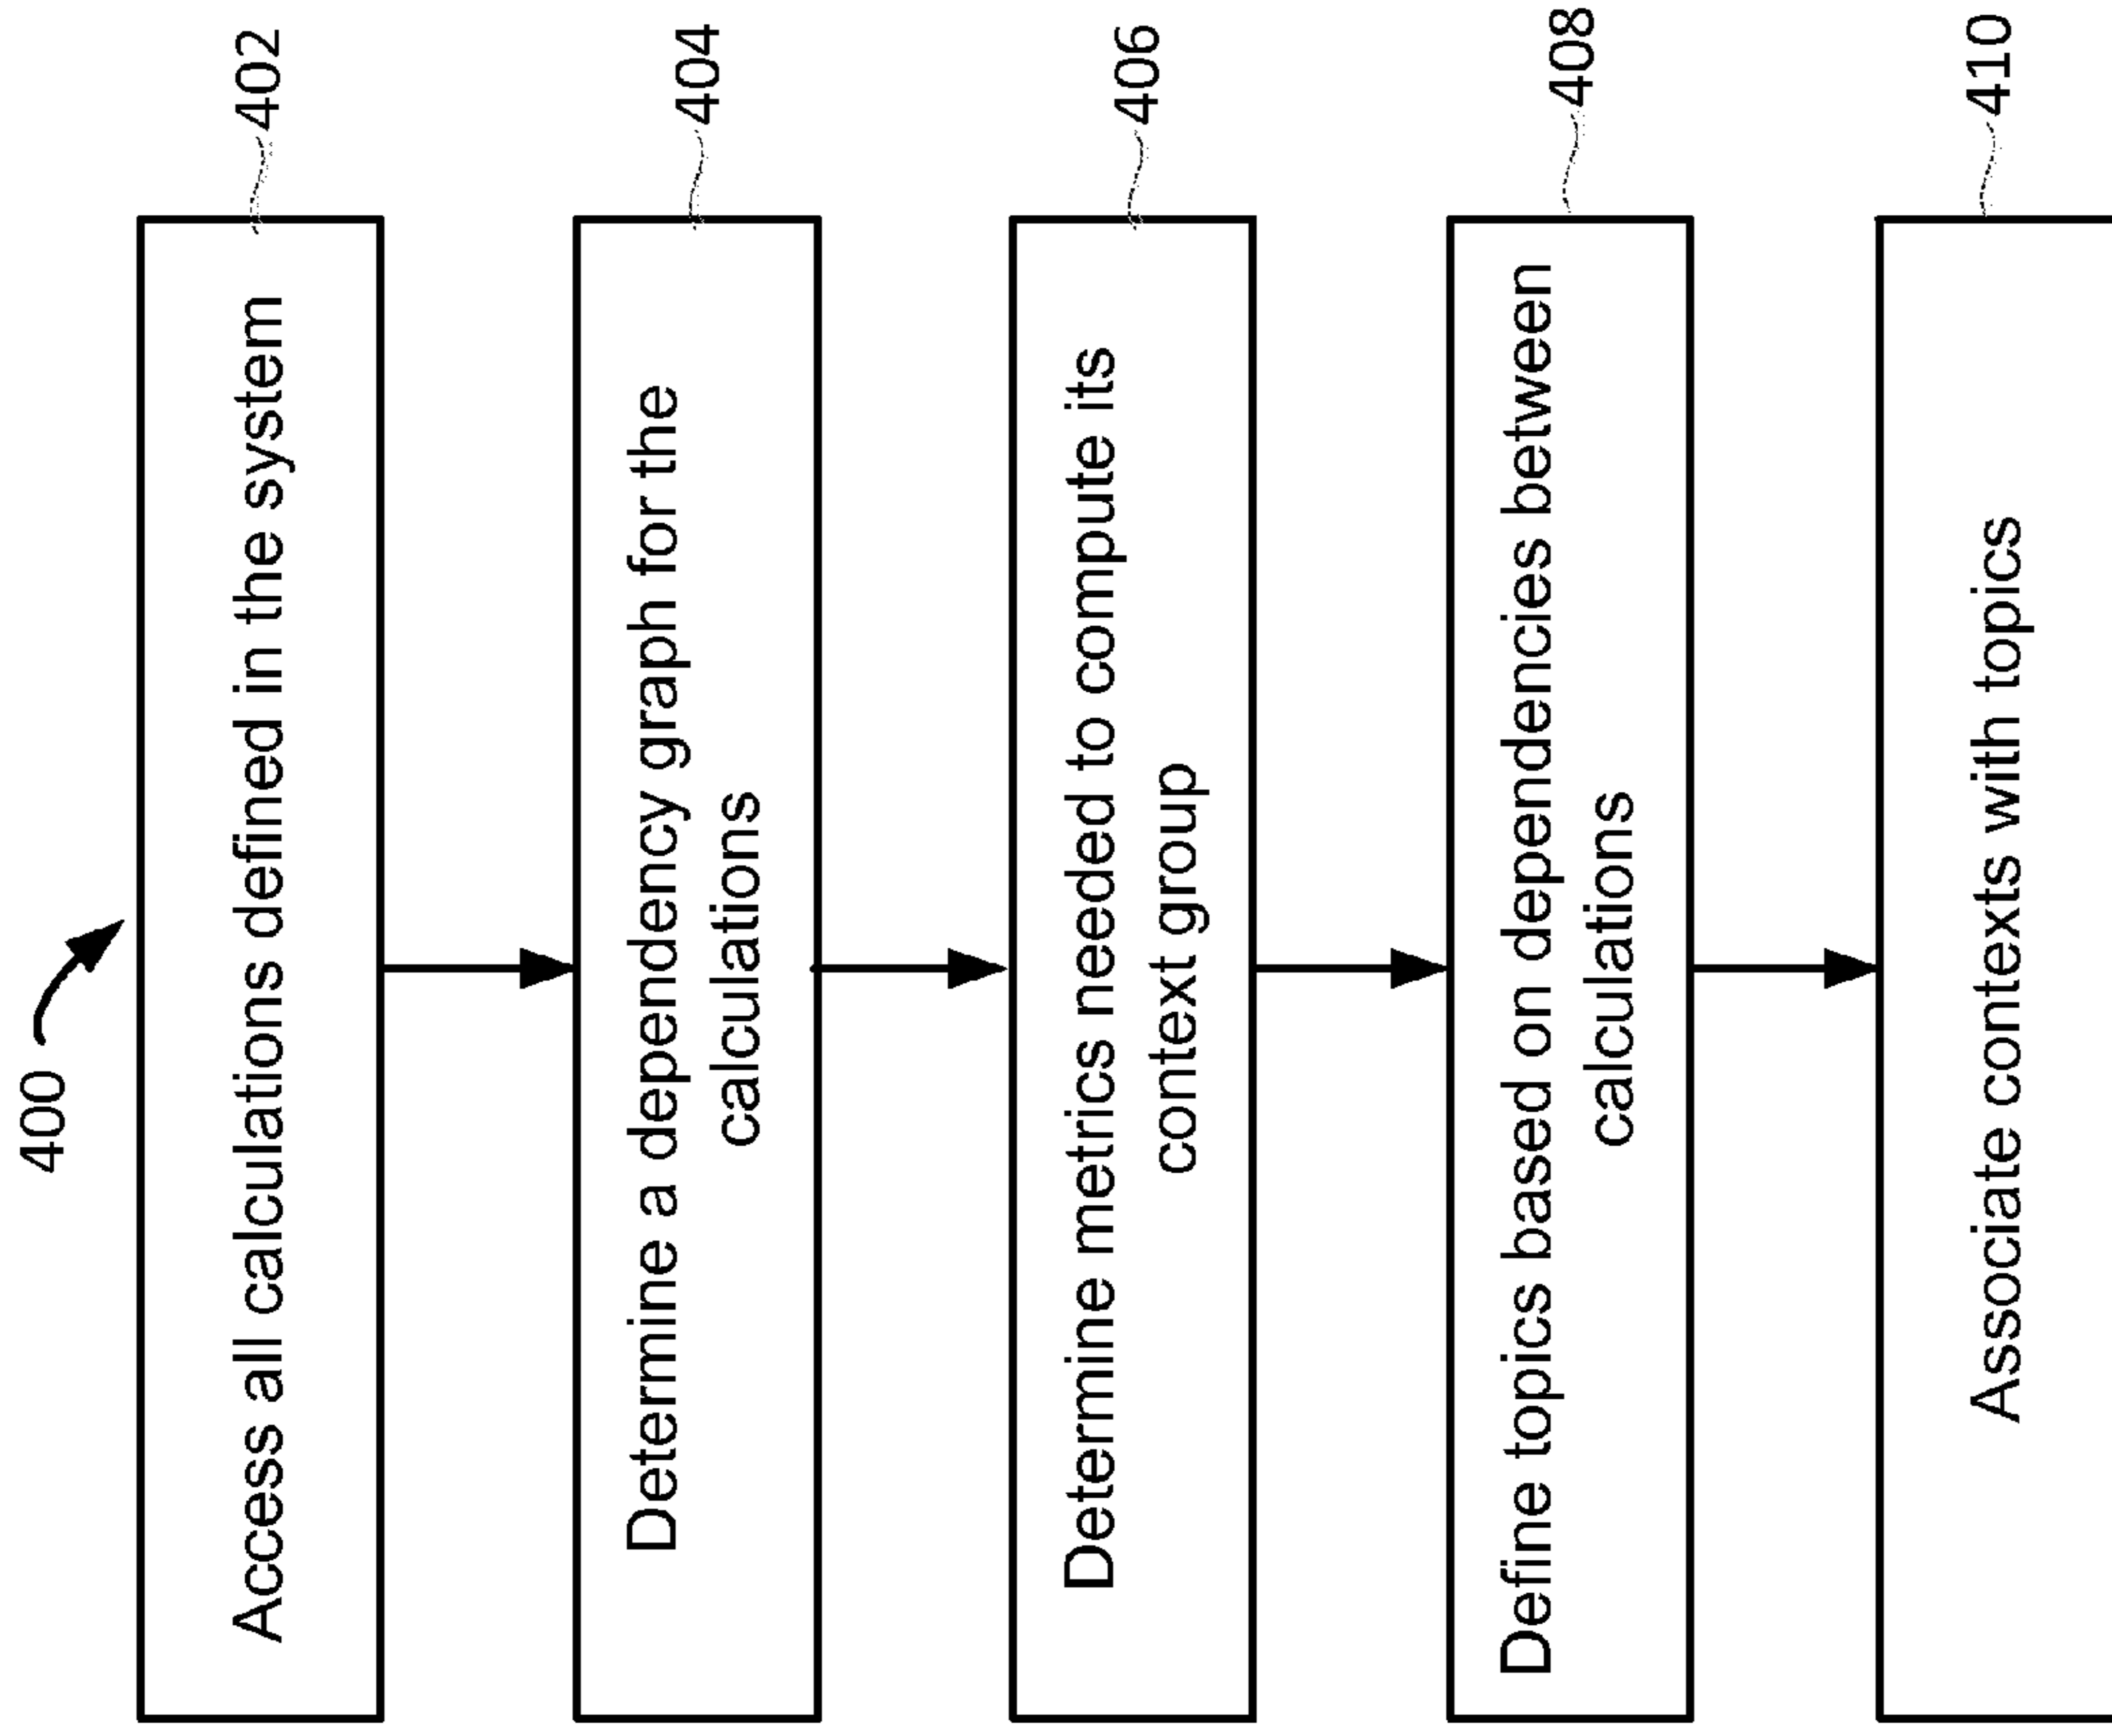 400
Access all calculations defined in the system
402
Determine a dependency graph for the
calculations
404
Determine metrics needed to compute its
context group
406
Define topics based on dependencies between
calculations
408
Associate contexts with topics
410